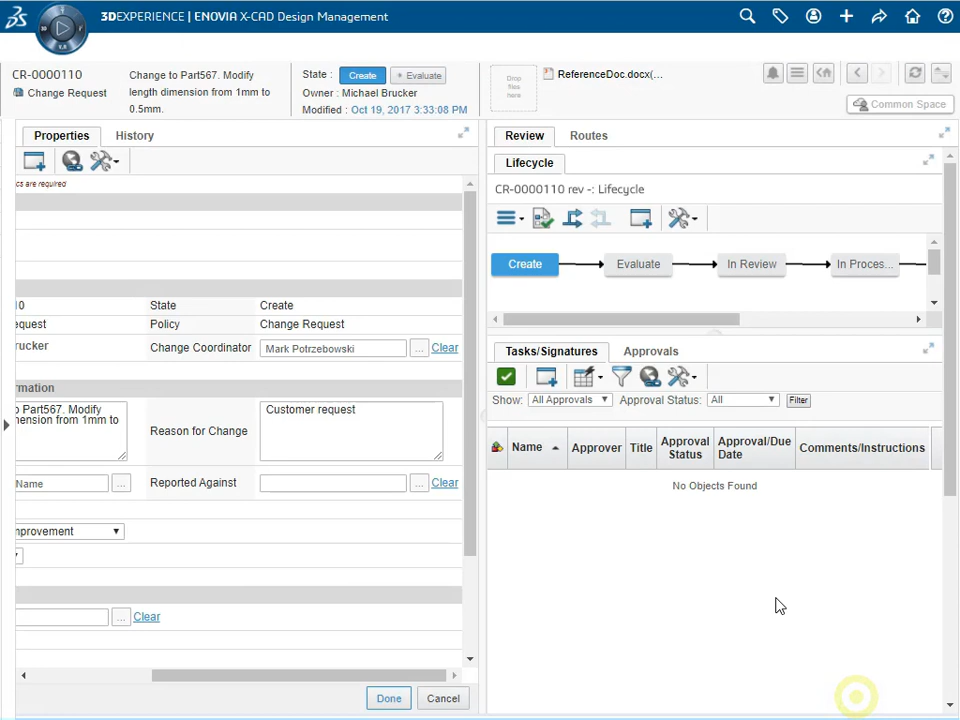 3DEXPERIENCE | ENOVIA X-CAD Design Management
CR-0000110
Change Request
Change to Part567. Modify
length dimension from 1mm to
0.5mm.
State : Create + Evaluate
Owner : Michael Brucker
Modified : Oct 19, 2017 3:33:08 PM
Drop
files
here
ReferenceDoc.docx(...
Common Space
Properties
History
cs are required
10
State
Create
equest
Policy
Change Request
rucker
Change Coordinator
Mark Potrzebowski
...
Clear
ormation
o Part567. Modify
nension from 1mm to
Reason for Change
Customer request
Name
...
Reported Against
...
Clear
mprovement
...
Clear
Done
Cancel
Review
Routes
Lifecycle
CR-0000110 rev -: Lifecycle
Create
Evaluate
In Review
In Proces...
Tasks/Signatures
Approvals
Show: All Approvals
Approval Status: All
Filter
Name
Approver
Title
Approval
Status
Approval/Due
Date
Comments/Instructions
No Objects Found